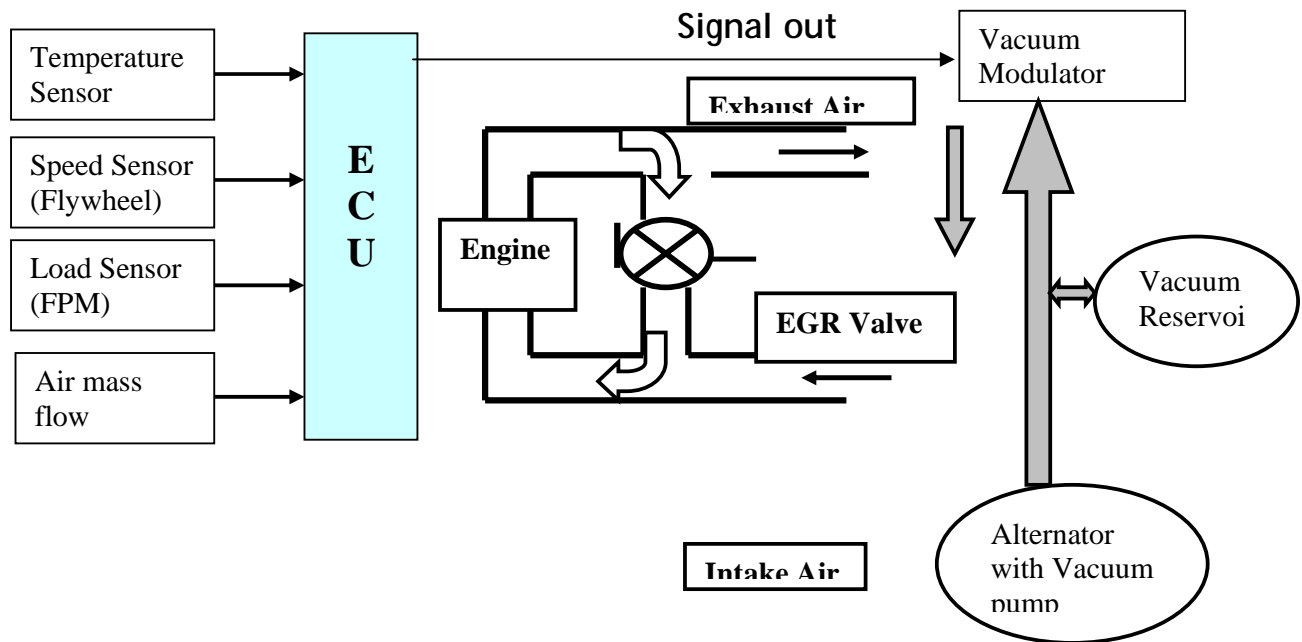 Signal out
Temperature
Sensor
Speed Sensor
(Flywheel)
Load Sensor
(FPM)
Air mass
flow
E
C
U
Vacuum
Modulator
Exhaust Air
Engine
EGR Valve
Vacuum
Reservoi
Intake Air
Alternator
with Vacuum
pump